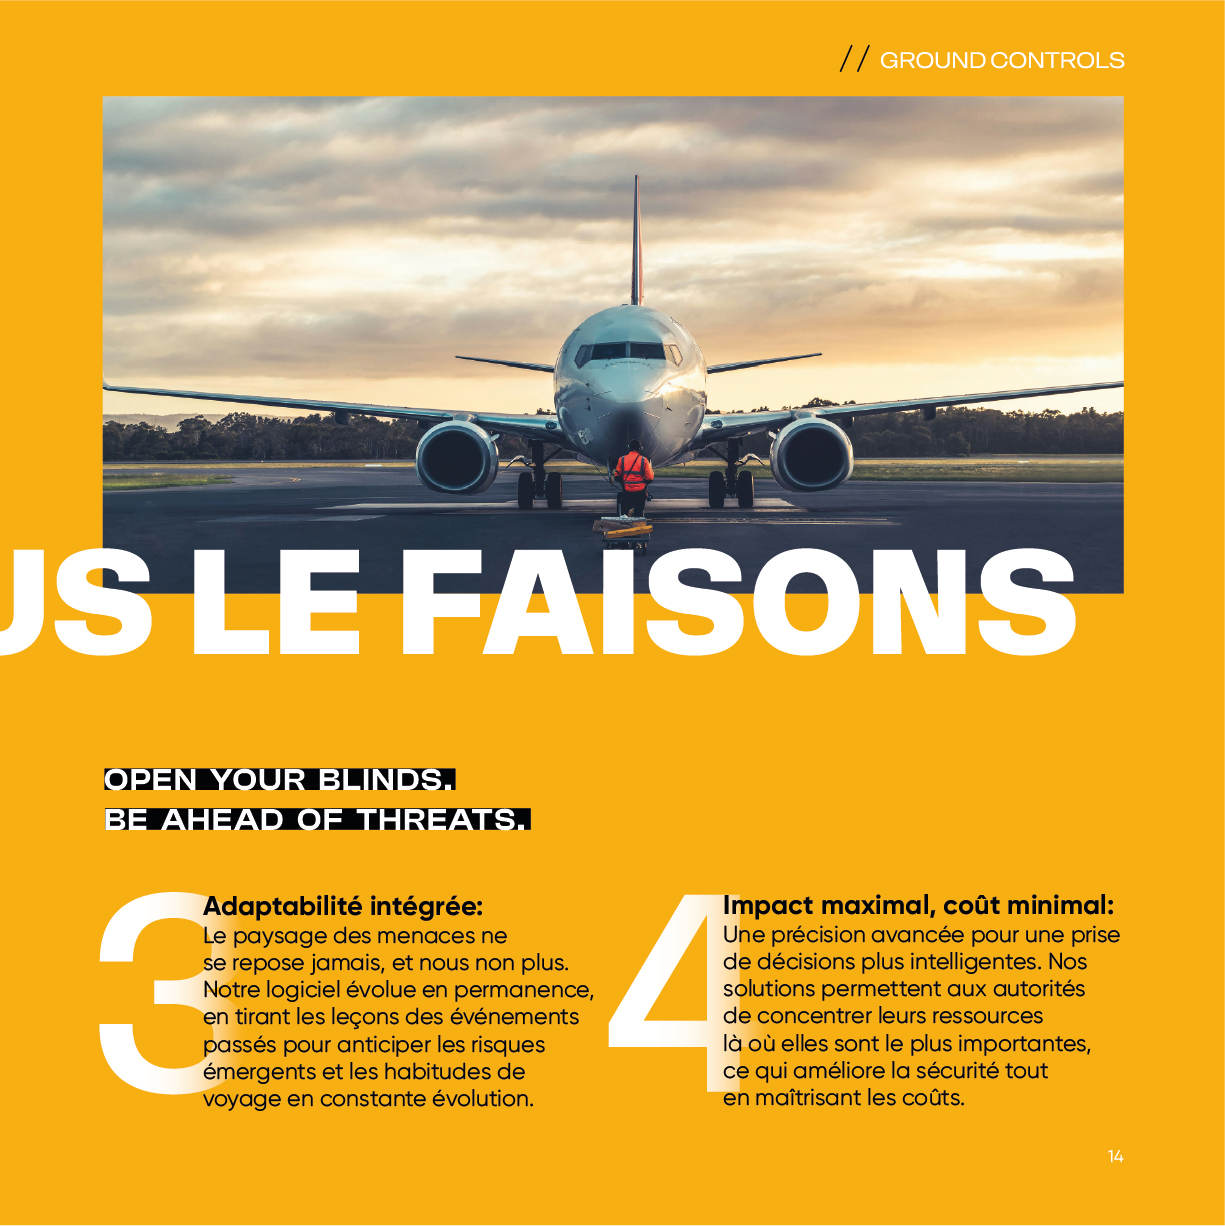 // GROUND CONTROLS
US LE FAISONS
OPEN YOUR BLINDS.
BE AHEAD OF THREATS.
3
Adaptabilité intégrée:
Le paysage des menaces ne
se repose jamais, et nous non plus.
Notre logiciel évolue en permanence,
en tirant les leçons des événements
passés pour anticiper les risques
émergents et les habitudes de
voyage en constante évolution.
4
Impact maximal, coût minimal:
Une précision avancée pour une prise
de décisions plus intelligentes. Nos
solutions permettent aux autorités
de concentrer leurs ressources
là où elles sont le plus importantes,
ce qui améliore la sécurité tout
en maîtrisant les coûts.
14